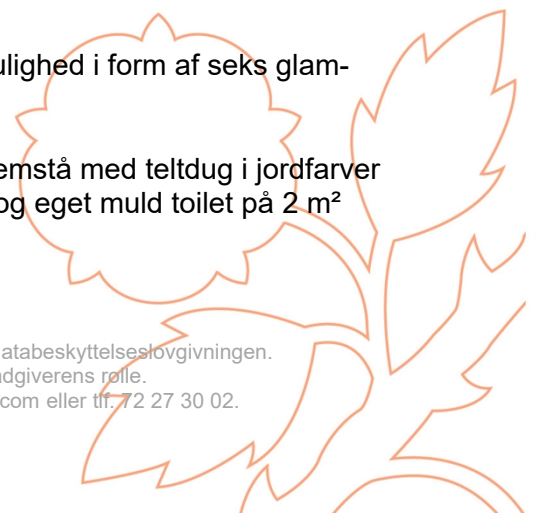 ulighed i form af seks glam-
emstå med teltdug i jordfarver
og eget muld toilet på 2 m²
atabeskyttelseslovgivningen.
ådgiverens rolle.
com eller tlf. 72 27 30 02.